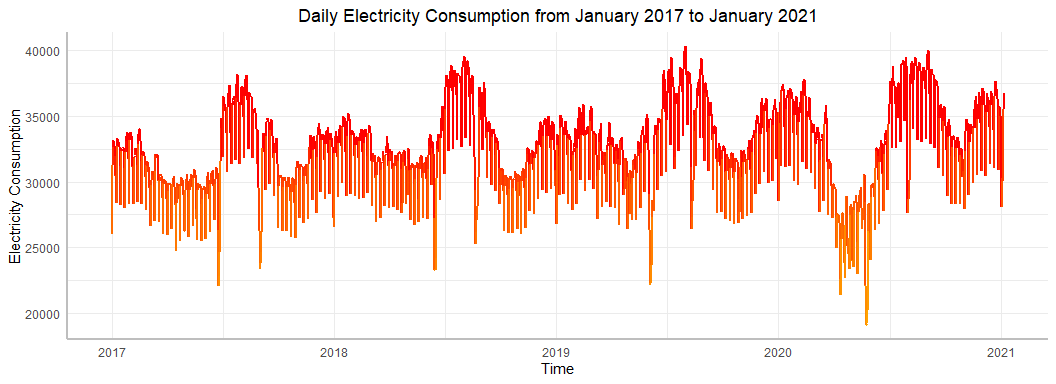 Daily Electricity Consumption from January 2017 to January 2021
Electricity Consumption
40000
35000
30000
25000
20000
2017 2018 2019 2020 2021
Time